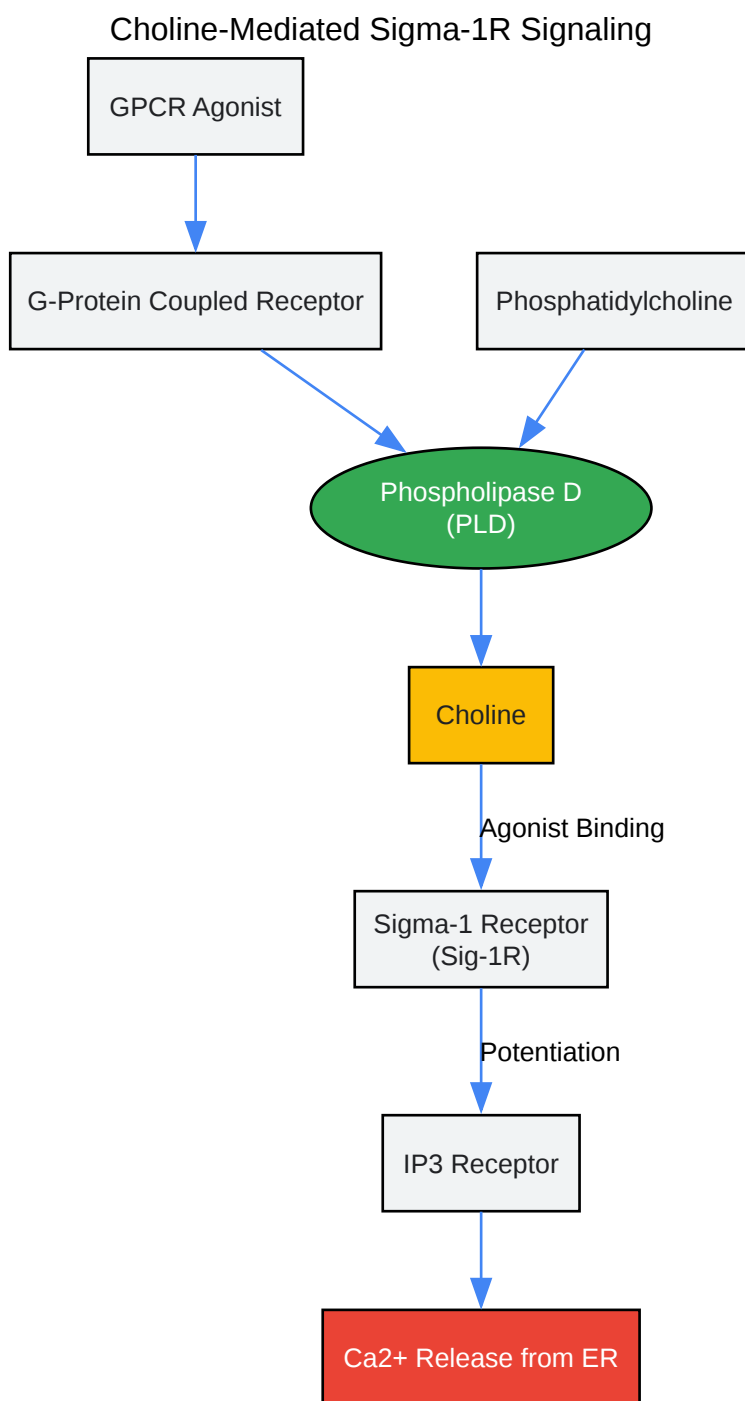 Choline-Mediated Sigma-1R Signaling
GPCR Agonist
G-Protein Coupled Receptor
Phosphatidylcholine
Phospholipase D
(PLD)
Choline
Agonist Binding
Sigma-1 Receptor
(Sig-1R)
Potentiation
IP3 Receptor
Ca2+ Release from ER